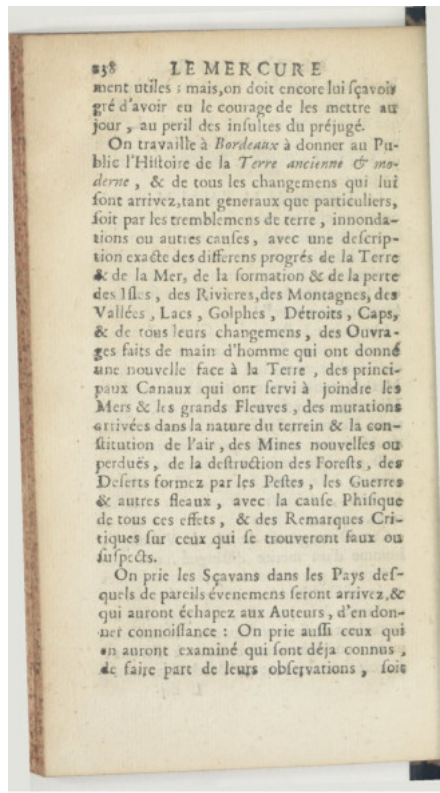 238 LE MERCURE
ment utiles ; mais,on doit encore lui ſçavoir
gré d'avoir eu le courage de les mettre au
jour , au peril des inſultes du préjugé.
On travaille à Bordeaux à donner au Pu-
blic l'Hiſtoire de la Terre ancienne & mo-
derne , & de tous les changemens qui lui
ſont arrivez,tant generaux que particuliers,
ſoit par les tremblemens de terre , innonda-
tions ou autres cauſes , avec une deſcrip-
tion exacte des differens progrés de la Terre
& de la Mer, de la formation & de la perte
des Iſles , des Rivieres,des Montagnes, des
Vallées , Lacs , Golphes , Détroits , Caps,
& de tous leurs changemens , des Ouvra-
ges faits de main d'homme qui ont donné
une nouvelle face à la Terre , des princi-
paux Canaux qui ont ſervi à joindre les
Mers & les grands Fleuves , des mutations
arrivées dans la nature du terrein & la con-
ſtitution de l'air , des Mines nouvelles ou
perduës , de la deſtruction des Foreſts , des
Deſerts formez par les Peſtes , les Guerres
& autres fleaux , avec la cauſe Phiſique
de tous ces effets , & des Remarques Cri-
tiques ſur ceux qui ſe trouveront faux ou
ſuſpects.
On prie les Sçavans dans les Pays deſ-
quels de pareils évenemens ſeront arrivez,&
qui auront échapez aux Auteurs , d'en don-
ner connoiſſance : On prie auſſi ceux qui
en auront examiné qui ſont déja connus ,
de faire part de leurs obſervations , ſoit